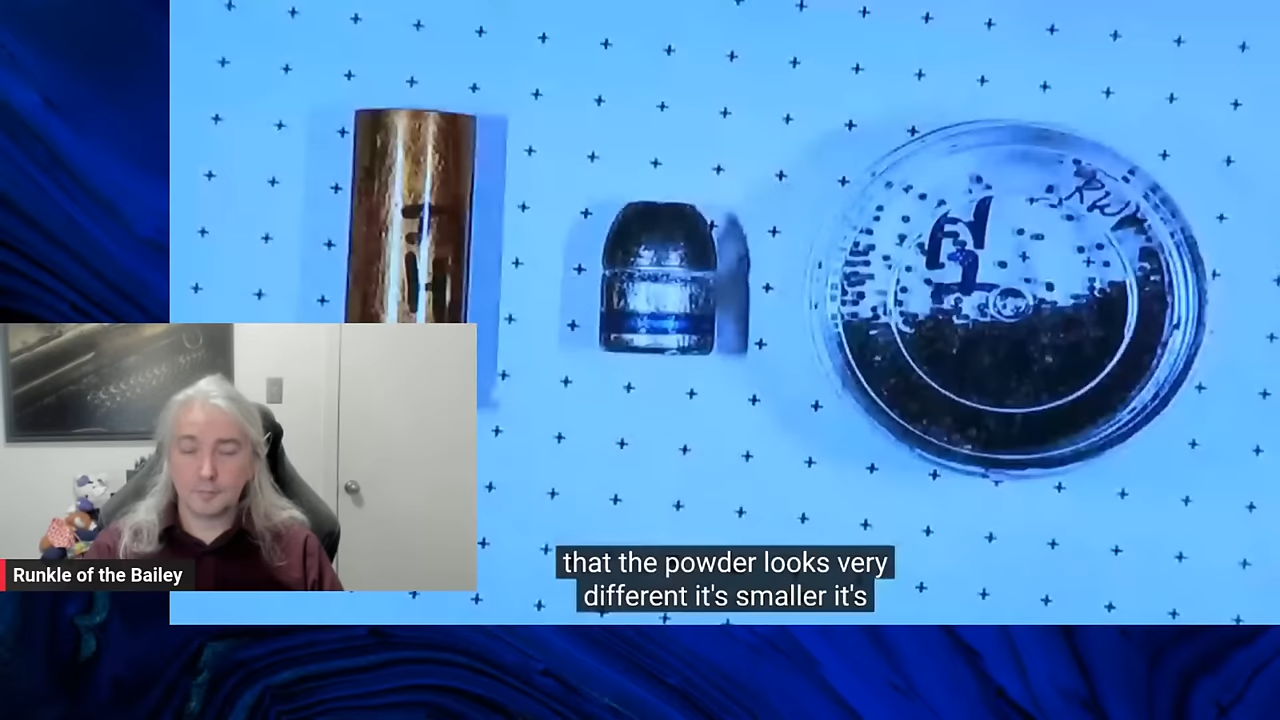 Runkle of the Bailey
that the powder looks very
different it's smaller it's